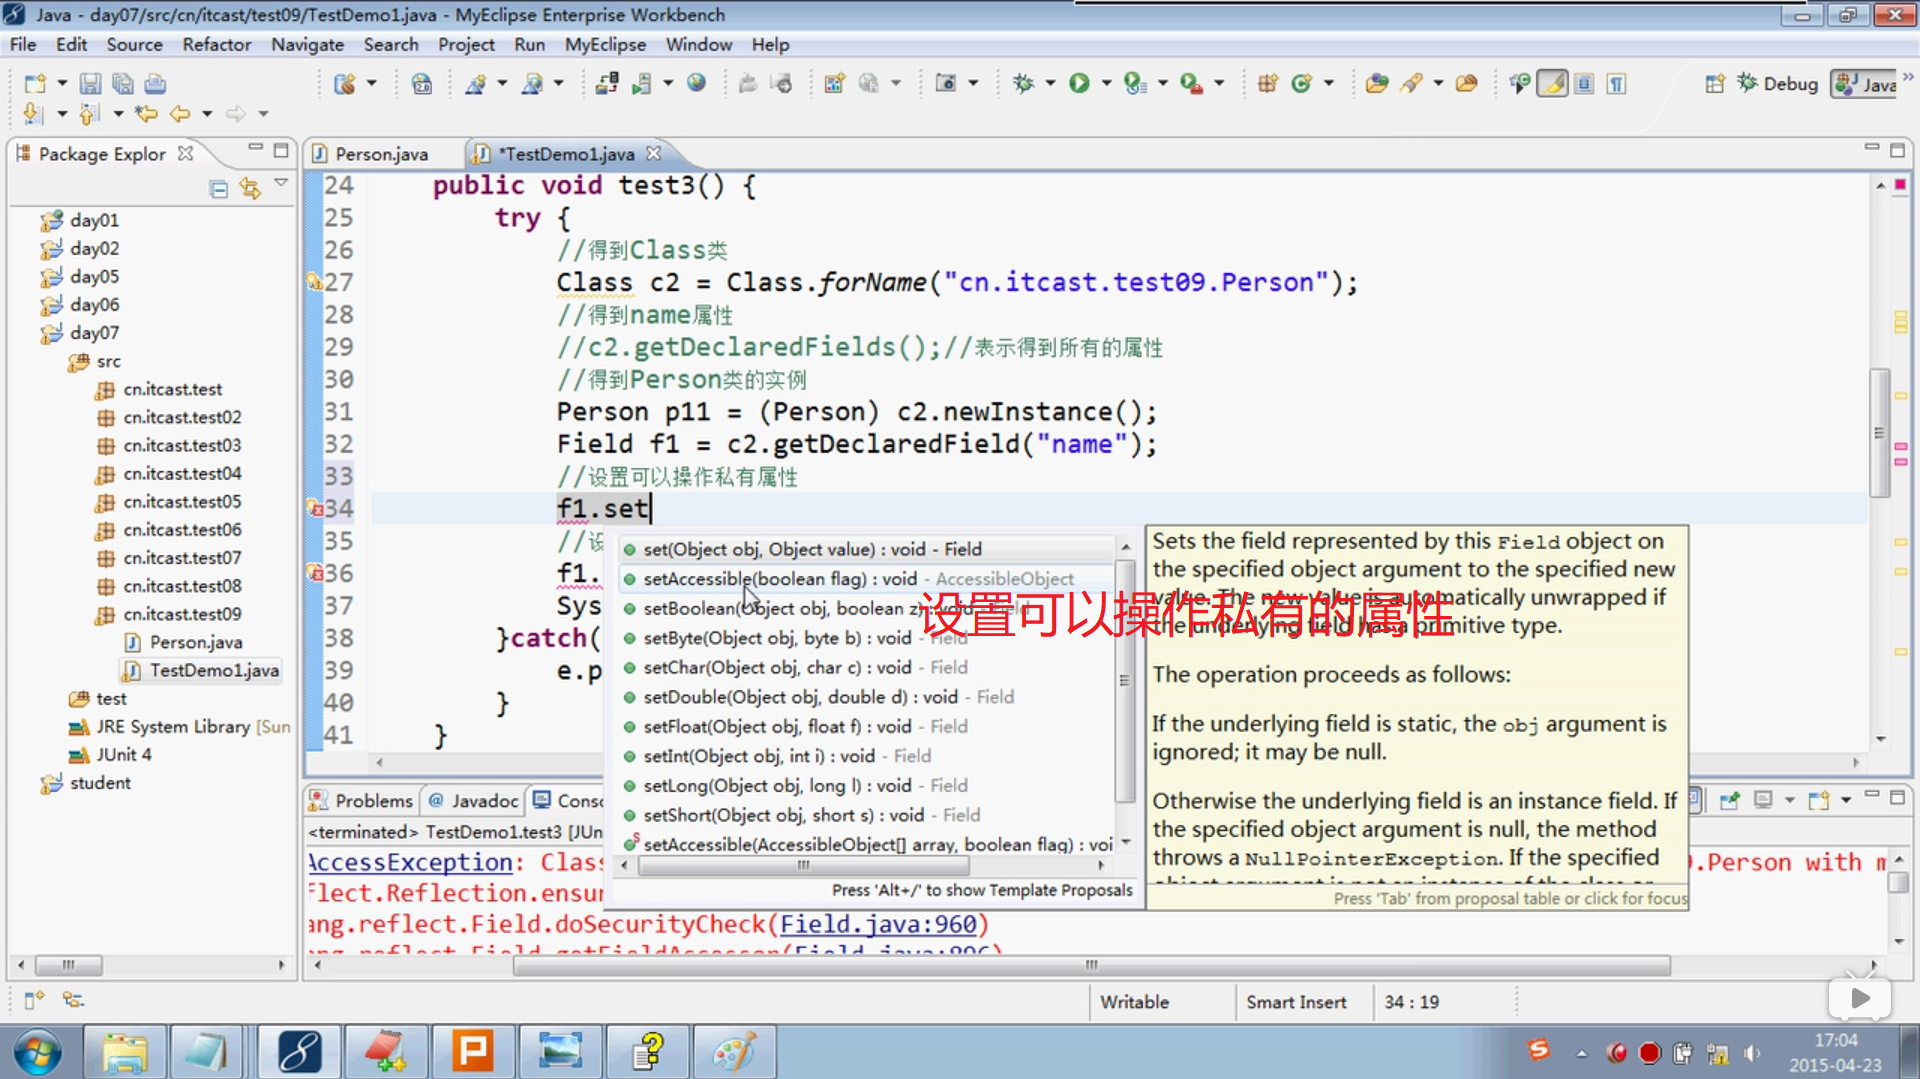 Java - day07/src/cn/itcast/test09/TestDemo1.java - MyEclipse Enterprise Workbench
File Edit Source Refactor Navigate Search Project Run MyEclipse Window Help
Debug Java
Package Explor
day01
day02
day05
day06
day07
src
cn.itcast.test
cn.itcast.test02
cn.itcast.test03
cn.itcast.test04
cn.itcast.test05
cn.itcast.test06
cn.itcast.test07
cn.itcast.test08
cn.itcast.test09
Person.java
TestDemo1.java
test
JRE System Library [Sun
JUnit 4
student
Person.java *TestDemo1.java
24 public void test3() {
25 try {
26 //得到Class类
27 Class c2 = Class.forName("cn.itcast.test09.Person");
28 //得到name属性
29 //c2.getDeclaredFields();//表示得到所有的属性
30 //得到Person类的实例
31 Person p11 = (Person) c2.newInstance();
32 Field f1 = c2.getDeclaredField("name");
33 //设置可以操作私有属性
34 f1.set
35 //设
36 f1.
37 Sys
38 }catch(
39 e.p
40 }
41 }
set(Object obj, Object value) : void - Field
setAccessible(boolean flag) : void - AccessibleObject
setBoolean(Object obj, boolean z) : void - Field
setByte(Object obj, byte b) : void - Field
setChar(Object obj, char c) : void - Field
setDouble(Object obj, double d) : void - Field
setFloat(Object obj, float f) : void - Field
setInt(Object obj, int i) : void - Field
setLong(Object obj, long l) : void - Field
setShort(Object obj, short s) : void - Field
setAccessible(AccessibleObject[] array, boolean flag) : voi
Press 'Alt+/' to show Template Proposals
Sets the field represented by this Field object on
the specified object argument to the specified new
value. The new value is automatically unwrapped if
the underlying field has a primitive type.
The operation proceeds as follows:
If the underlying field is static, the obj argument is
ignored; it may be null.
Otherwise the underlying field is an instance field. If
the specified object argument is null, the method
throws a NullPointerException. If the specified
Press 'Tab' from proposal table or click for focus
设置可以操作私有的属性
Problems @ Javadoc Conso
<terminated> TestDemo1.test3 [JUn
AccessException: Class
9.Person with m
flect.Reflection.ensur
ang.reflect.Field.doSecurityCheck(Field.java:960)
ang.reflect.Field.getFieldAccessor(Field.java:896)
Writable Smart Insert 34 : 19
17:04
2015-04-23